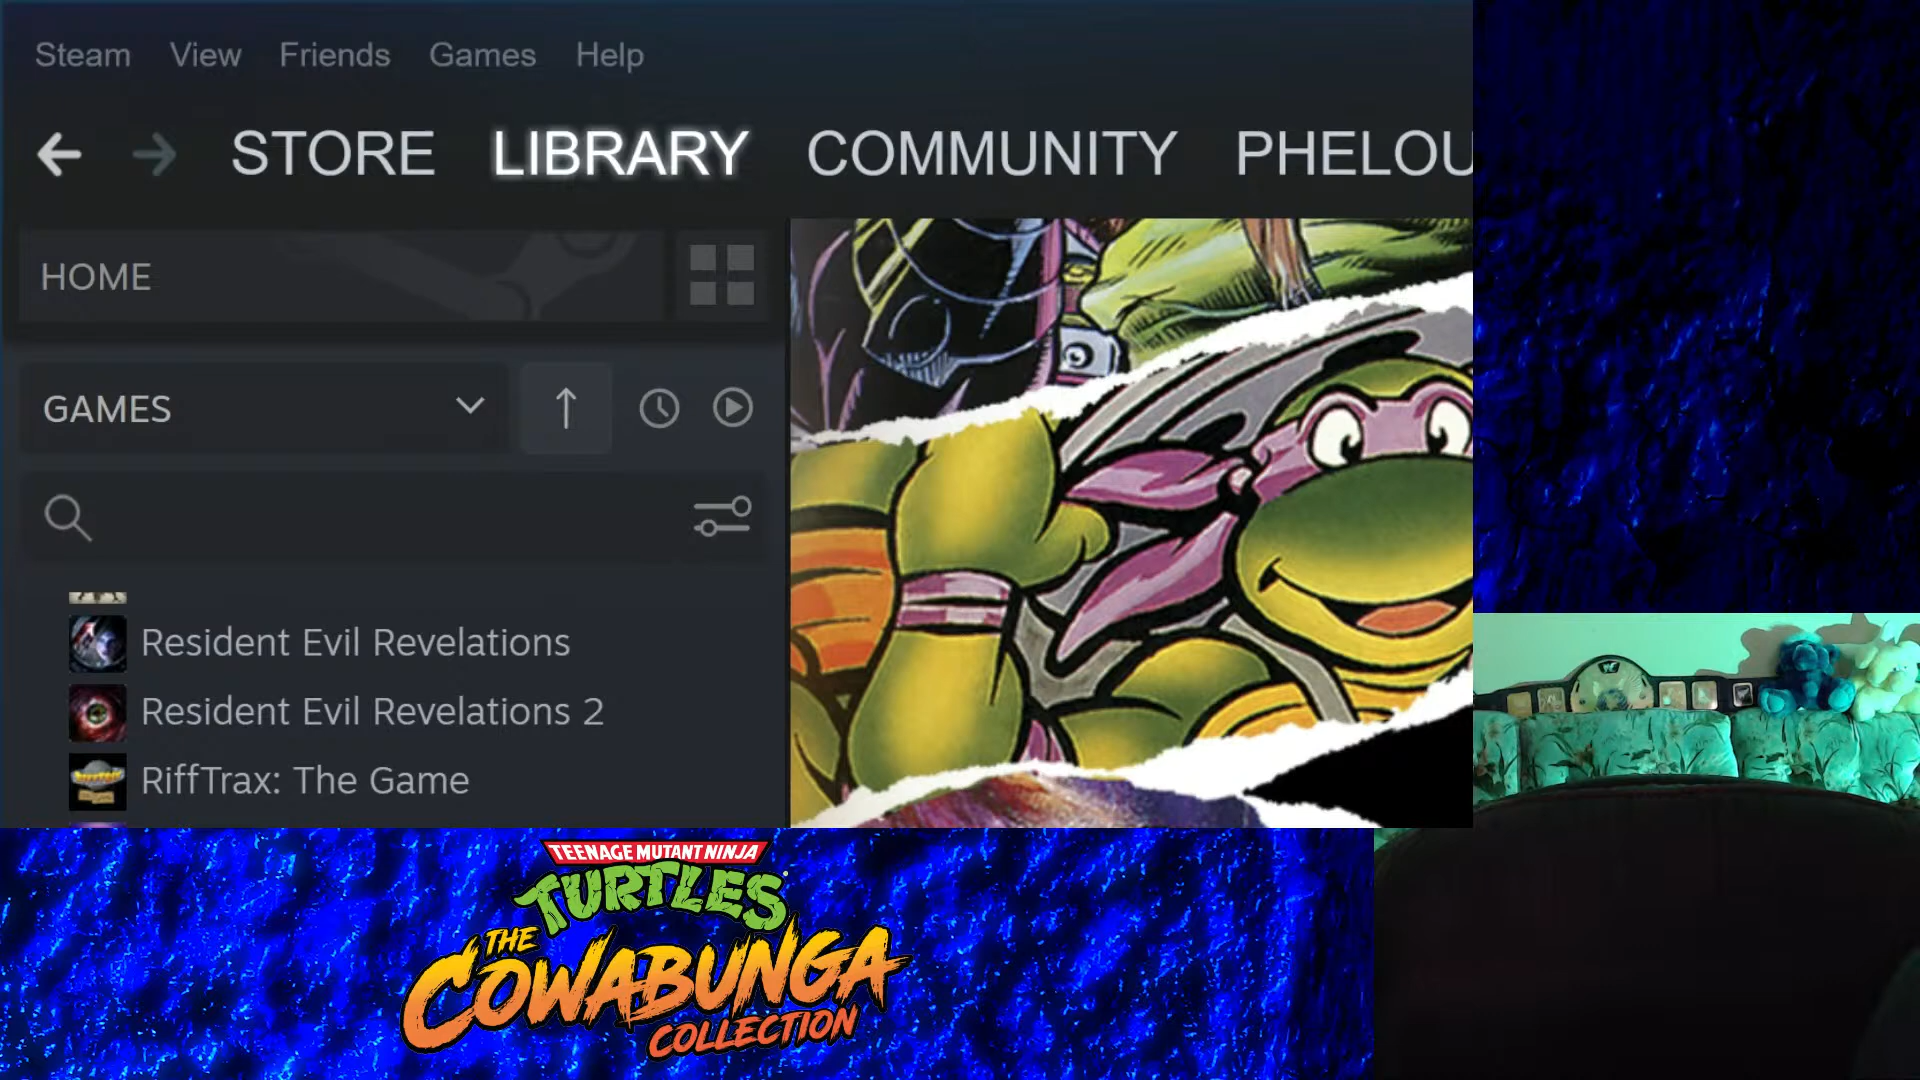 Steam View Friends Games Help
STORE LIBRARY COMMUNITY PHELOU
HOME
GAMES
Resident Evil Revelations
Resident Evil Revelations 2
RiffTrax: The Game
TEENAGE MUTANT NINJA
TURTLES
THE
COWABUNGA
COLLECTION